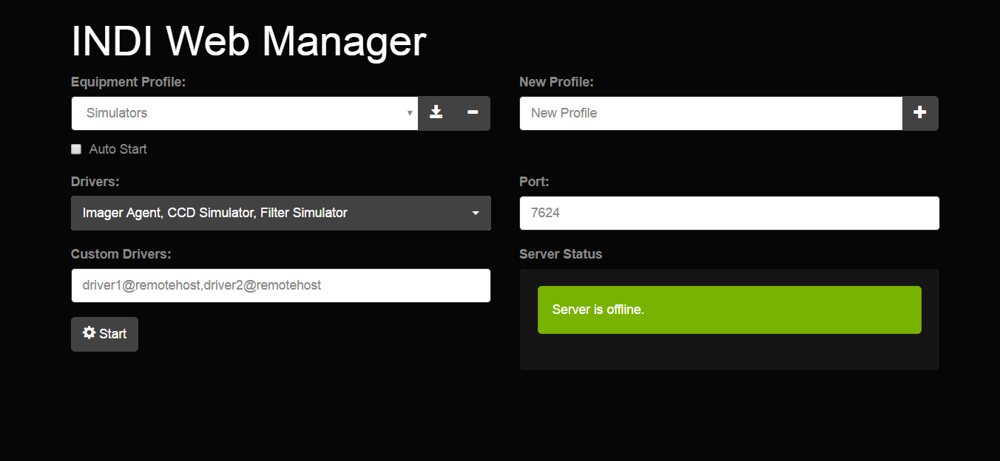 INDI Web Manager
Equipment Profile:
New Profile:
Simulators
New Profile
Auto Start
Drivers:
Port:
Imager Agent, CCD Simulator, Filter Simulator
7624
Custom Drivers:
Server Status
driver1@remotehost,driver2@remotehost
Server is offline.
Start